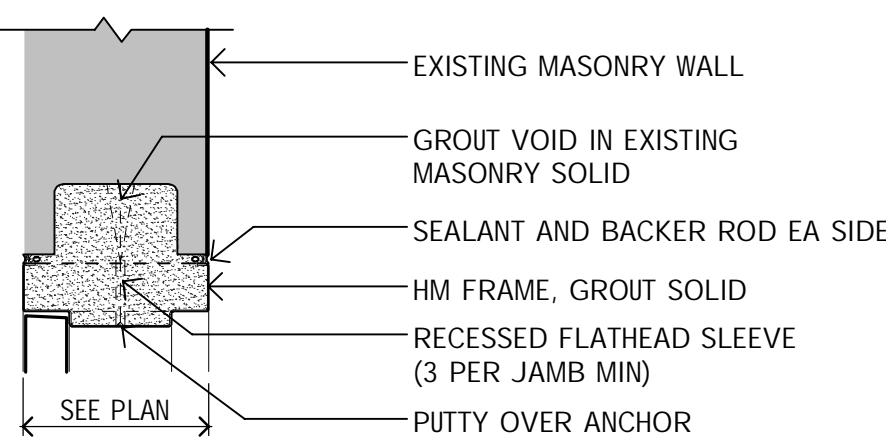 EXISTING MASONRY WALL
GROUT VOID IN EXISTING
MASONRY SOLID
SEALANT AND BACKER ROD EA SIDE
HM FRAME, GROUT SOLID
RECESSED FLATHEAD SLEEVE
(3 PER JAMB MIN)
SEE PLAN
PUTTY OVER ANCHOR